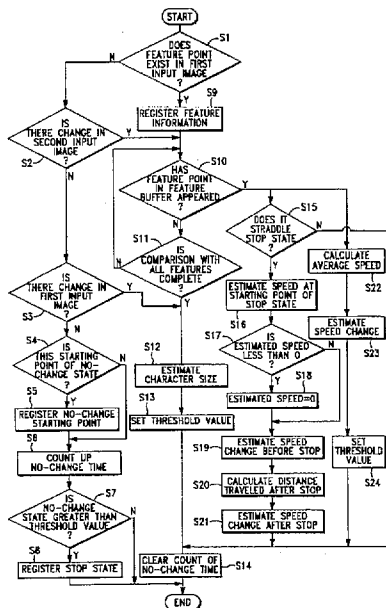 START
S1
DOES
FEATURE POINT
EXIST IN FIRST
INPUT IMAGE
?
N
Y
S9
REGISTER FEATURE
INFORMATION
IS
THERE CHANGE IN
SECOND INPUT
IMAGE
?
S2
Y
N
S10
HAS
FEATURE POINT
IN FEATURE
BUFFER APPEARED
?
Y
N
S11
IS
COMPARISON WITH
ALL FEATURES
COMPLETE
?
N
Y
S15
DOES IT
STRADDLE
STOP STATE
?
N
Y
CALCULATE
AVERAGE SPEED
S22
ESTIMATE
SPEED CHANGE
S23
SET
THRESHOLD
VALUE
S24
IS
THERE CHANGE IN
FIRST INPUT
IMAGE
?
S3
Y
N
S4
IS
THIS STARTING
POINT OF NO-
CHANGE STATE
?
N
Y
S5
REGISTER NO-CHANGE
STARTING POINT
S6
COUNT UP
NO-CHANGE TIME
S7
IS
NO-CHANGE
STATE GREATER THAN
THRESHOLD VALUE
?
N
Y
S8
REGISTER STOP STATE
S12
ESTIMATE
CHARACTER SIZE
S13
SET THRESHOLD VALUE
ESTIMATE SPEED AT
STARTING POINT OF
STOP STATE
S16
S17
IS
ESTIMATED SPEED
LESS THAN 0
?
N
Y
S18
ESTIMATED SPEED=0
S19
ESTIMATE SPEED
CHANGE BEFORE STOP
S20
CALCULATE DISTANCE
TRAVELED AFTER STOP
S21
ESTIMATE SPEED
CHANGE AFTER STOP
CLEAR COUNT OF
NO-CHANGE TIME
S14
END